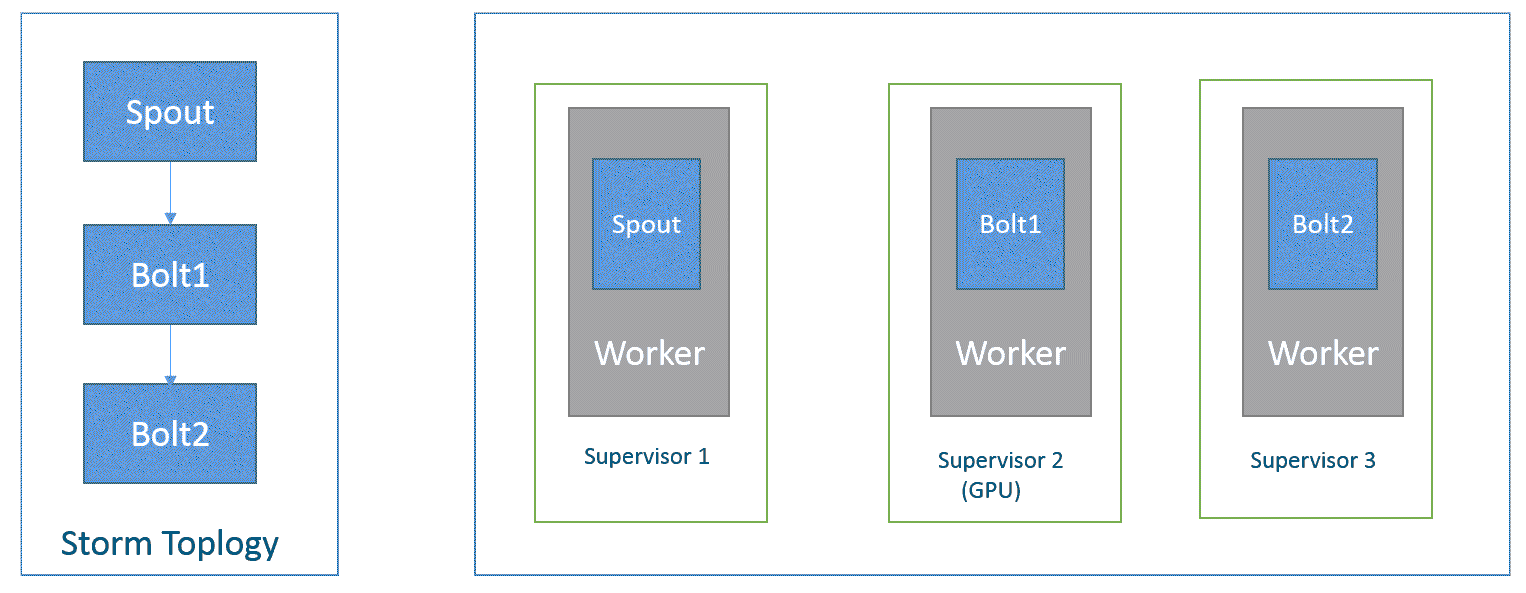 Spout
Bolt1
Bolt2
Storm Toplogy
Spout
Worker
Supervisor 1
Bolt1
Worker
Supervisor 2
(GPU)
Bolt2
Worker
Supervisor 3